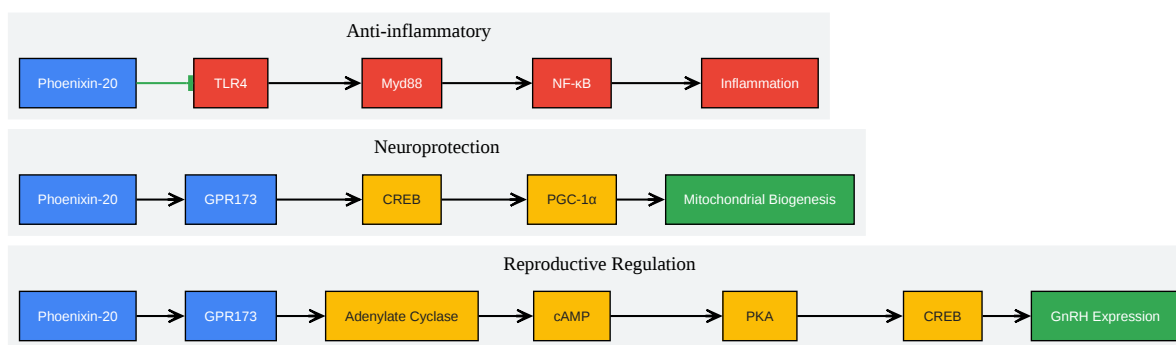 Anti-inflammatory
Phoenixin-20 TLR4 Myd88 NF-κB Inflammation
Neuroprotection
Phoenixin-20 GPR173 CREB PGC-1α Mitochondrial Biogenesis
Reproductive Regulation
Phoenixin-20 GPR173 Adenylate Cyclase cAMP PKA CREB GnRH Expression